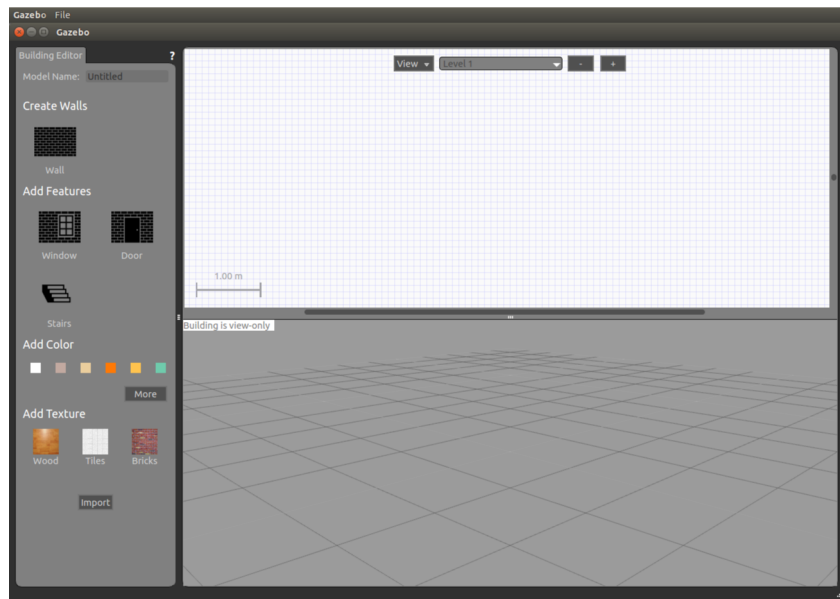 Gazebo File
Gazebo
Building Editor ?
Model Name: Untitled
Create Walls
Wall
Add Features
Window Door
Stairs
Add Color
More
Add Texture
Wood Tiles Bricks
Import
View Level 1 - +
1.00 m
Building is view-only